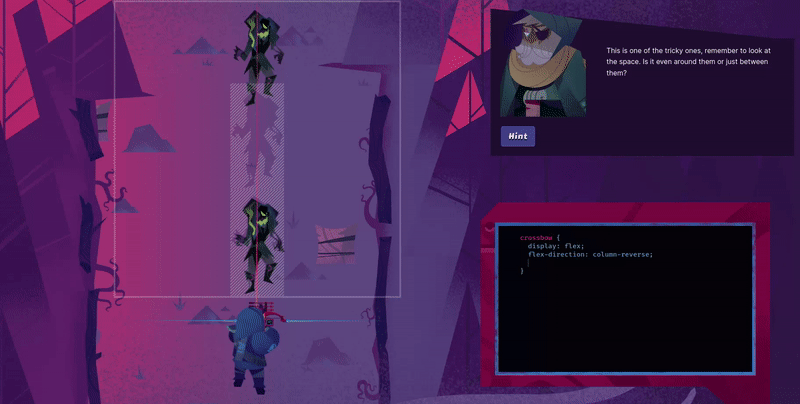 This is one of the tricky ones, remember to look at
the space. Is it even around them or just between
them?
Hint
crossbow {
display: flex;
flex-direction: column-reverse;
}